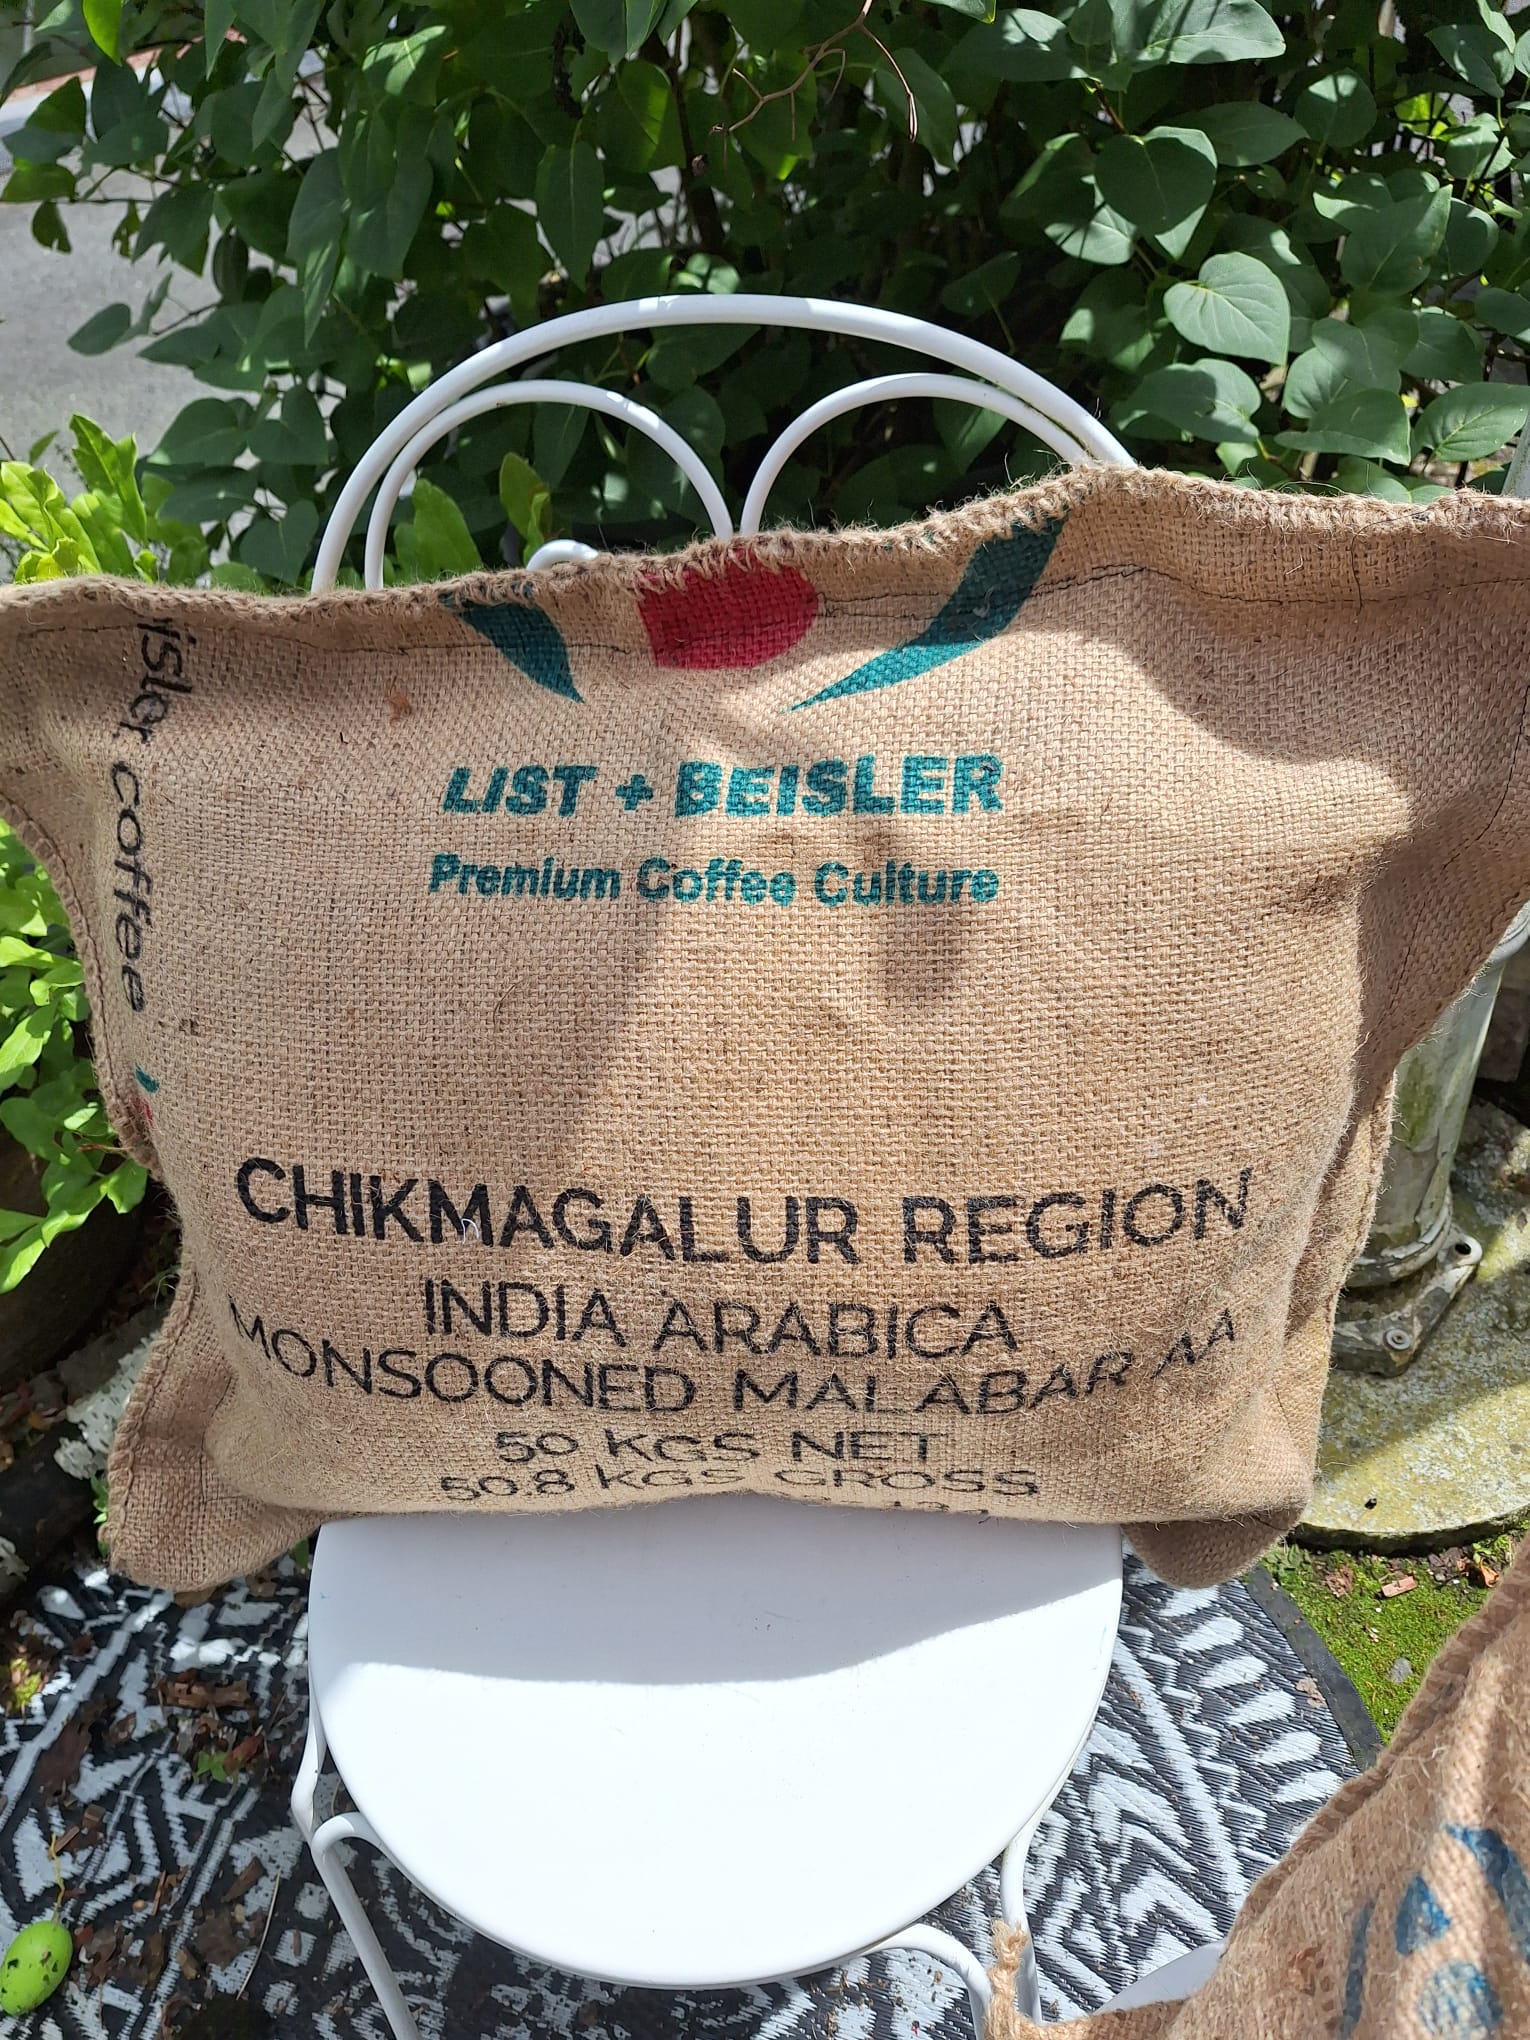 LIST + BEISLER
Premium Coffee Culture
CHIKMAGALUR REGION
INDIA ARABICA
MONSOONED MALABAR AA
50 KGS NET
50.8 KGS GROSS
coffee